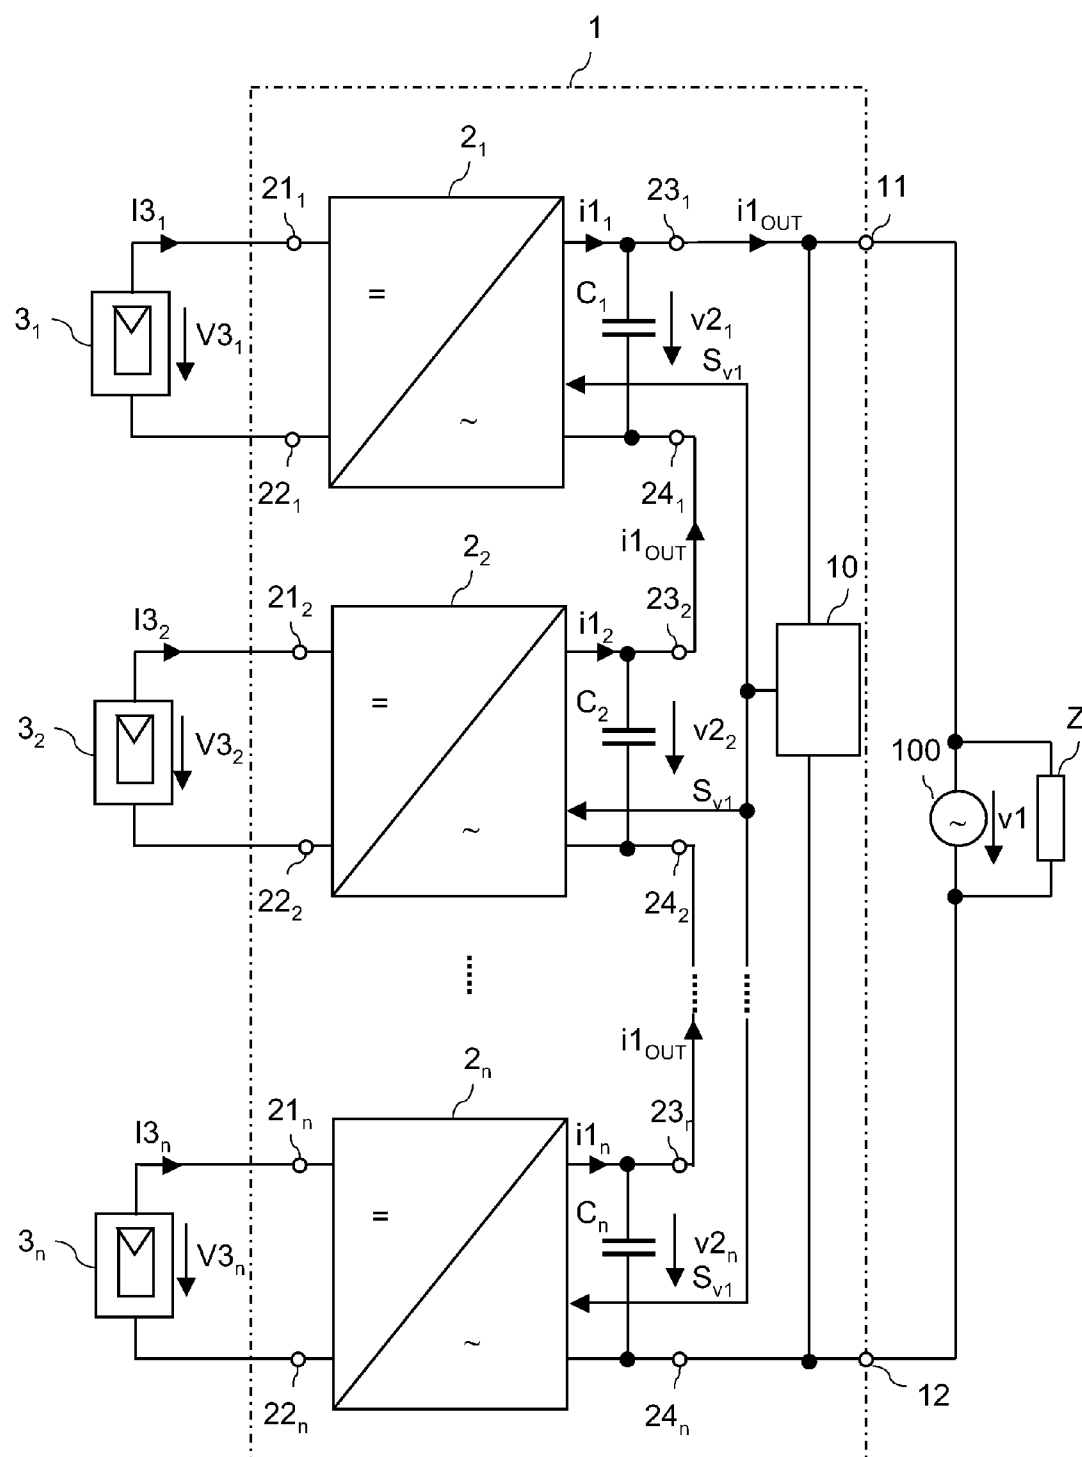 1
2₁
I3₁
21₁
i1₁
23₁
i1OUT
11
=
C₁
v2₁
3₁
V3₁
Sv1
~
22₁
24₁
i1OUT
2₂
10
I3₂
21₂
i1₂
23₂
=
C₂
v2₂
3₂
V3₂
Z
100
~
v1
Sv1
~
22₂
24₂
i1OUT
2ₙ
I3ₙ
21ₙ
i1ₙ
23ₙ
=
Cₙ
v2ₙ
3ₙ
V3ₙ
Sv1
~
22ₙ
24ₙ
12